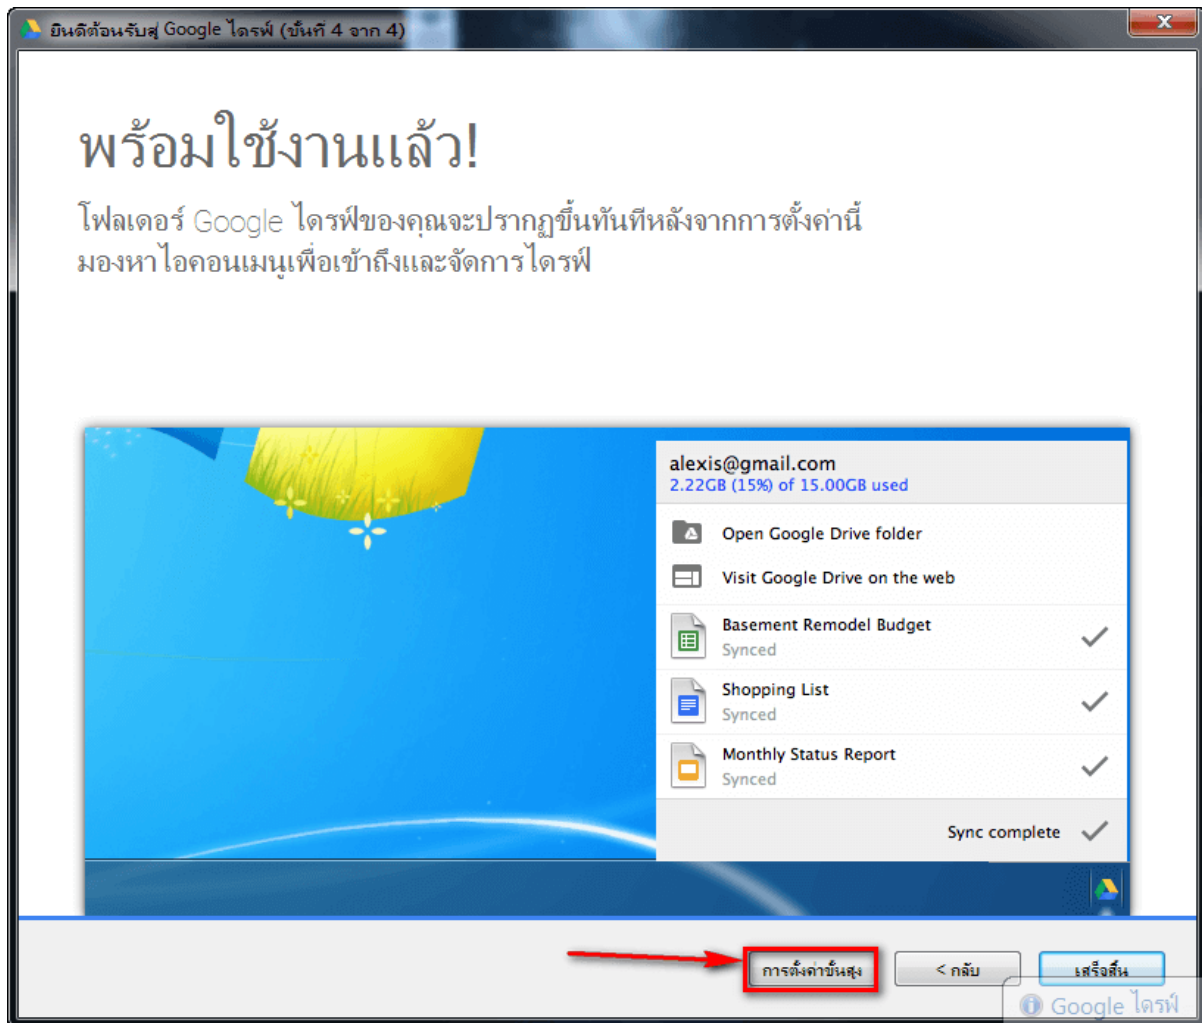 ยินดีต้อนรับสู่ Google ไดรฟ์ (ขั้นที่ 4 จาก 4)
พร้อมใช้งานแล้ว!
โฟลเดอร์ Google ไดรฟ์ของคุณจะปรากฏขึ้นทันทีหลังจากการตั้งค่านี้
มองหาไอคอนเมนูเพื่อเข้าถึงและจัดการไดรฟ์
alexis@gmail.com
2.22GB (15%) of 15.00GB used
Open Google Drive folder
Visit Google Drive on the web
Basement Remodel Budget
Synced
Shopping List
Synced
Monthly Status Report
Synced
Sync complete
การตั้งค่าขั้นสูง
< กลับ
เสร็จสิ้น
Google ไดรฟ์